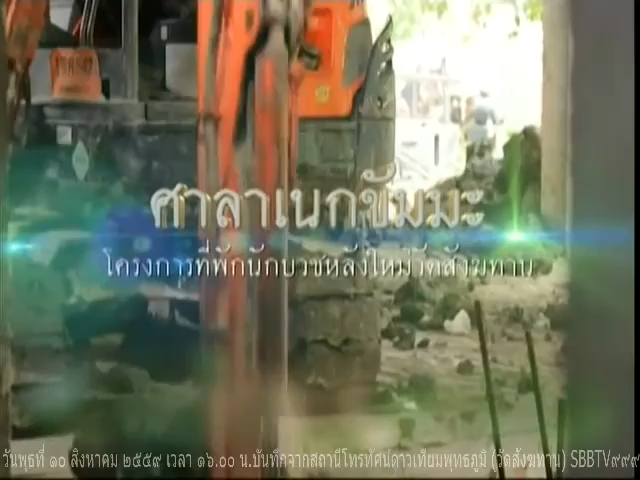 ศาลาเนกขัมมะ
โครงการที่พักนักบวชหลังใหม่วัดสังฆทาน
วันพุธที่ ๑๐ สิงหาคม ๒๕๕๙ เวลา ๑๖.๐๐ น.บันทึกจากสถานีโทรทัศน์ดาวเทียมพุทธภูมิ (วัดสังฆทาน) SBBTV๙๙๙